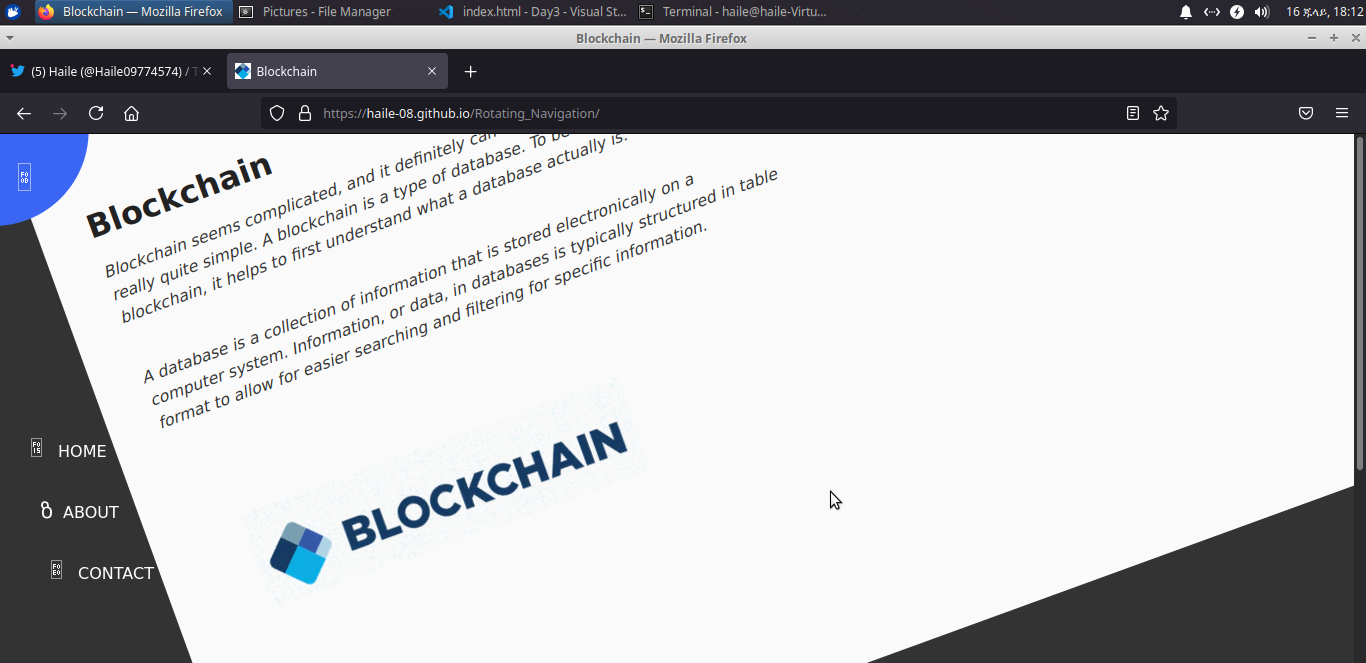 Blockchain — Mozilla Firefox
Pictures - File Manager
index.html - Day3 - Visual St...
Terminal - haile@haile-Virtu...
16 ጁላይ, 18:12
Blockchain — Mozilla Firefox
(5) Haile (@Haile09774574) / T
Blockchain
https://haile-08.github.io/Rotating_Navigation/
Blockchain
Blockchain seems complicated, and it definitely can
really quite simple. A blockchain is a type of database. To be
blockchain, it helps to first understand what a database actually is.
A database is a collection of information that is stored electronically on a
computer system. Information, or data, in databases is typically structured in table
format to allow for easier searching and filtering for specific information.
BLOCKCHAIN
HOME
ABOUT
CONTACT